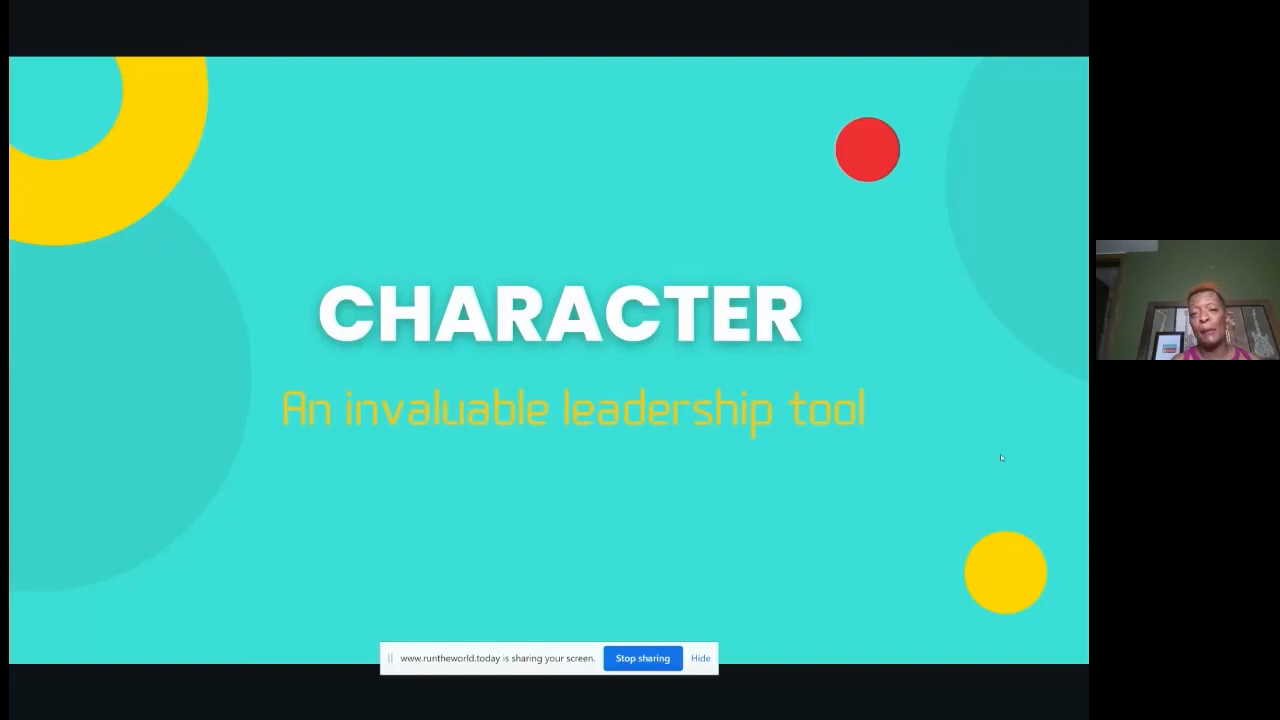 CHARACTER
An invaluable leadership tool
www.runtheworld.today is sharing your screen. Stop sharing Hide